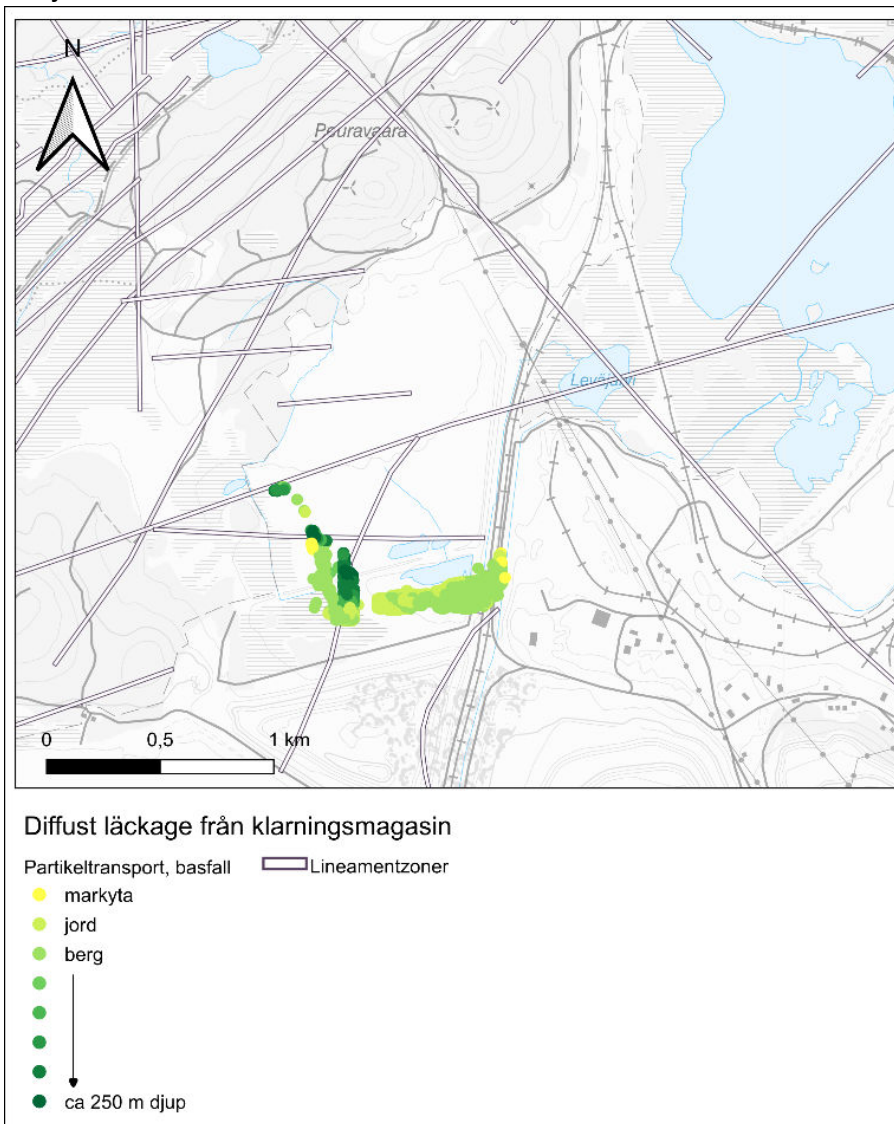 N
Peuravaara
Leväjärvi
0 0,5 1 km
Diffust läckage från klarningsmagasin
Partikeltransport, basfall Lineamentzoner
markyta
jord
berg
ca 250 m djup